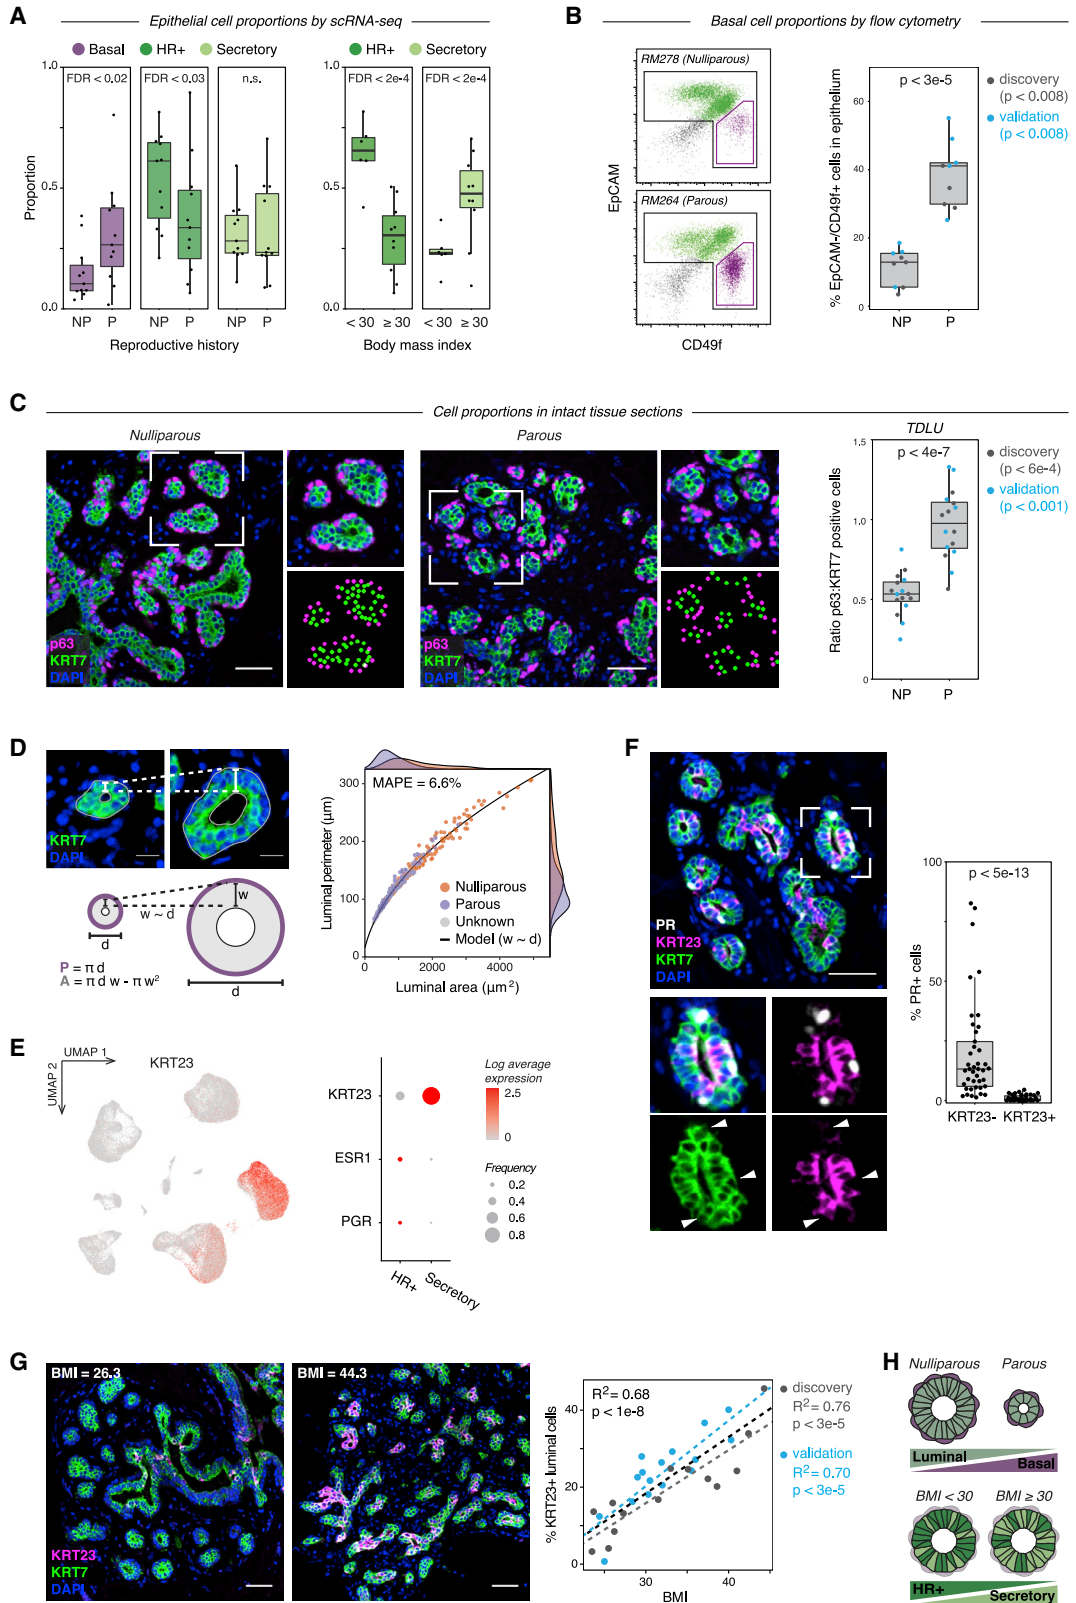 A
Epithelial cell proportions by scRNA-seq
Basal
HR+
Secretory
HR+
Secretory
1.0
FDR < 0.02
FDR < 0.03
n.s.
0.5
0.0
Proportion
NP P
NP P
NP P
Reproductive history
1.0
FDR < 2e-4
FDR < 2e-4
0.5
0.0
< 30 ≥ 30
< 30 ≥ 30
Body mass index
B
Basal cell proportions by flow cytometry
RM278 (Nulliparous)
RM264 (Parous)
EpCAM
CD49f
% EpCAM-/CD49f+ cells in epithelium
p < 3e-5
60
40
20
0
NP P
discovery
(p < 0.008)
validation
(p < 0.008)
C
Cell proportions in intact tissue sections
Nulliparous
Parous
p63
KRT7
DAPI
p63
KRT7
DAPI
TDLU
Ratio p63:KRT7 positive cells
p < 4e-7
1.5
1.0
0.5
0
NP P
discovery
(p < 6e-4)
validation
(p < 0.001)
D
KRT7
DAPI
w
w ~ d
d
d
P = π d
A = π d w - π w²
MAPE = 6.6%
Luminal perimeter (μm)
300
200
100
0
0 2000 4000
Luminal area (μm²)
Nulliparous
Parous
Unknown
Model (w ~ d)
E
UMAP 1
UMAP 2
KRT23
KRT23
ESR1
PGR
HR+
Secretory
Log average
expression
2.5
0
Frequency
0.2
0.4
0.6
0.8
F
PR
KRT23
KRT7
DAPI
% PR+ cells
p < 5e-13
100
50
0
KRT23- KRT23+
G
BMI = 26.3
KRT23
KRT7
DAPI
BMI = 44.3
% KRT23+ luminal cells
R² = 0.68
p < 1e-8
40
20
0
30 40
BMI
discovery
R² = 0.76
p < 3e-5
validation
R² = 0.70
p < 3e-5
H
Nulliparous
Parous
Luminal
Basal
BMI < 30
BMI ≥ 30
HR+
Secretory